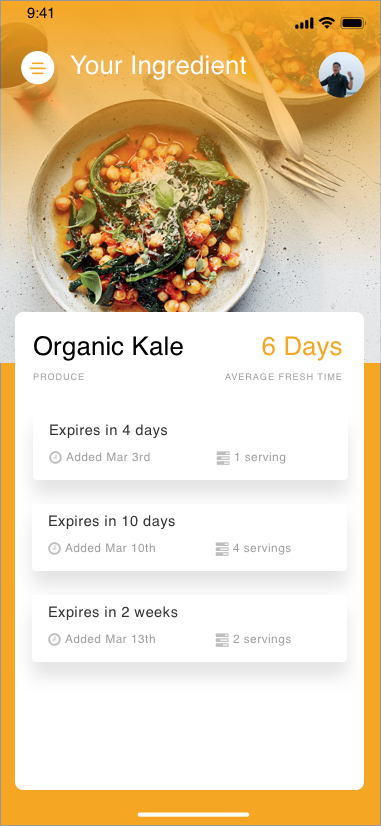 9:41
Your Ingredient
Organic Kale
6 Days
PRODUCE
AVERAGE FRESH TIME
Expires in 4 days
Added Mar 3rd
1 serving
Expires in 10 days
Added Mar 10th
4 servings
Expires in 2 weeks
Added Mar 13th
2 servings